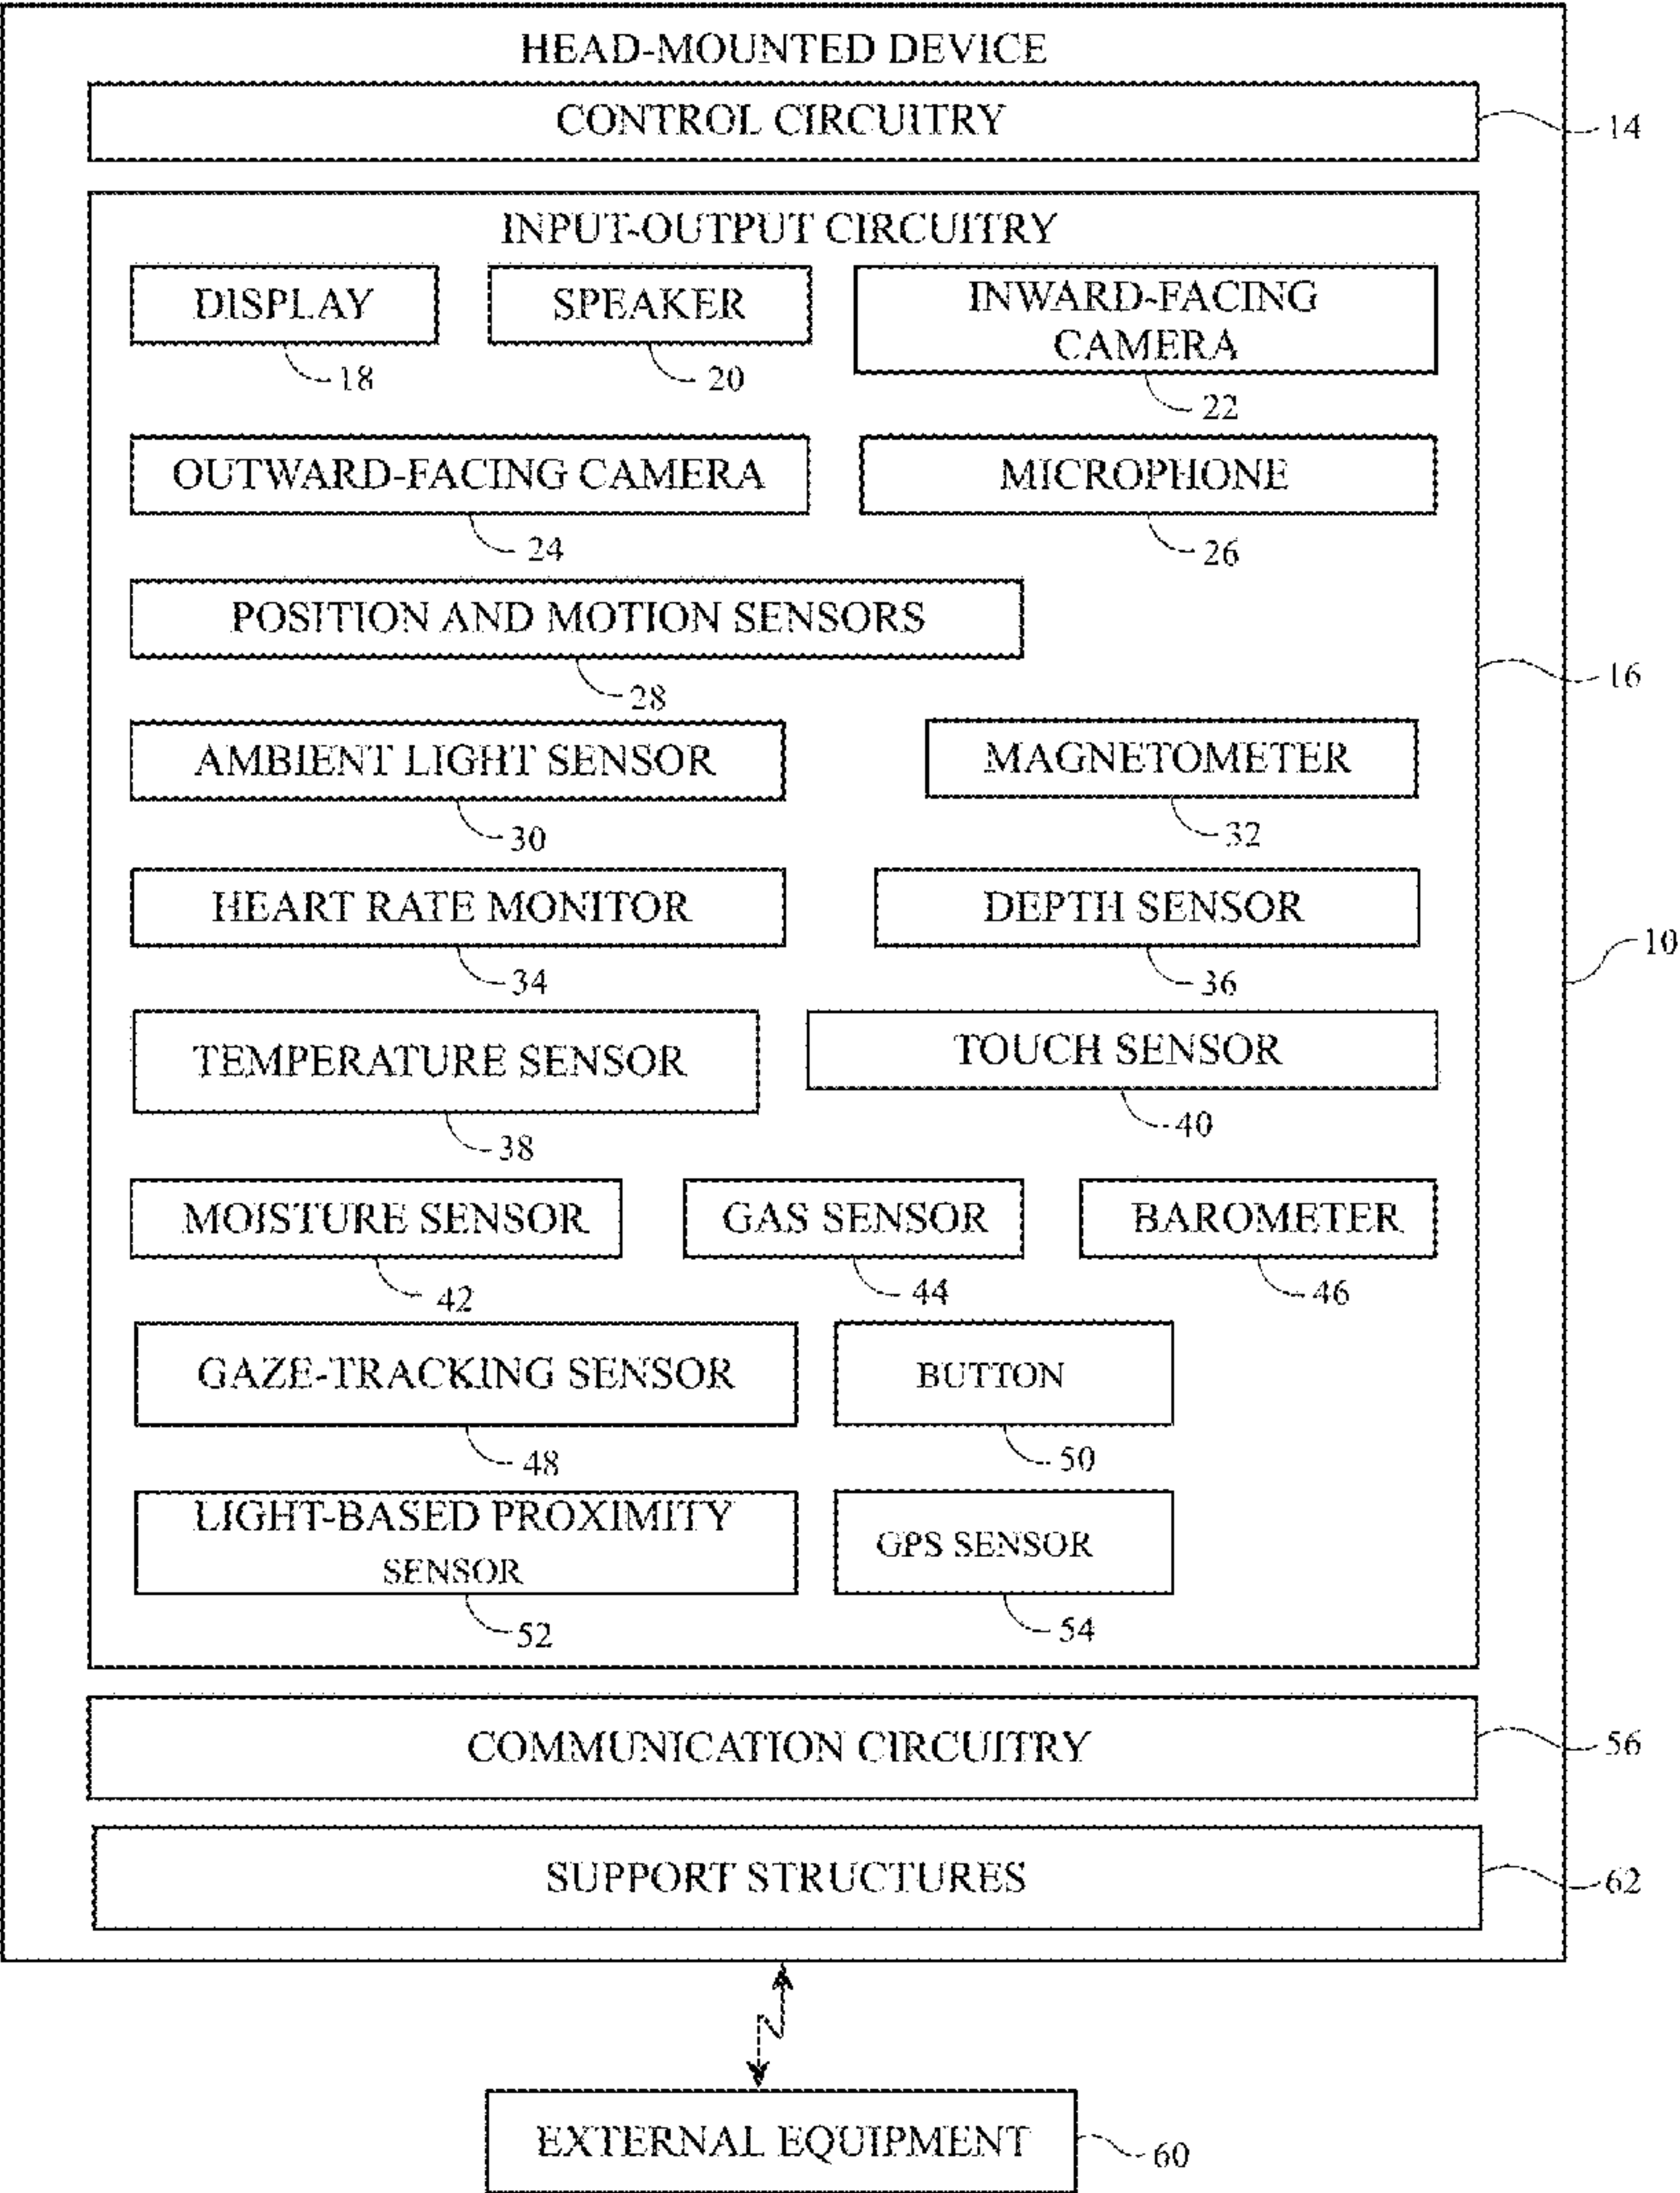 HEAD-MOUNTED DEVICE
CONTROL CIRCUITRY
14
INPUT-OUTPUT CIRCUITRY
DISPLAY
18
SPEAKER
20
INWARD-FACING
CAMERA
22
OUTWARD-FACING CAMERA
24
MICROPHONE
26
POSITION AND MOTION SENSORS
28
16
AMBIENT LIGHT SENSOR
30
MAGNETOMETER
32
HEART RATE MONITOR
34
DEPTH SENSOR
36
10
TEMPERATURE SENSOR
38
TOUCH SENSOR
40
MOISTURE SENSOR
42
GAS SENSOR
44
BAROMETER
46
GAZE-TRACKING SENSOR
48
BUTTON
50
LIGHT-BASED PROXIMITY
SENSOR
52
GPS SENSOR
54
COMMUNICATION CIRCUITRY
56
SUPPORT STRUCTURES
62
EXTERNAL EQUIPMENT
60